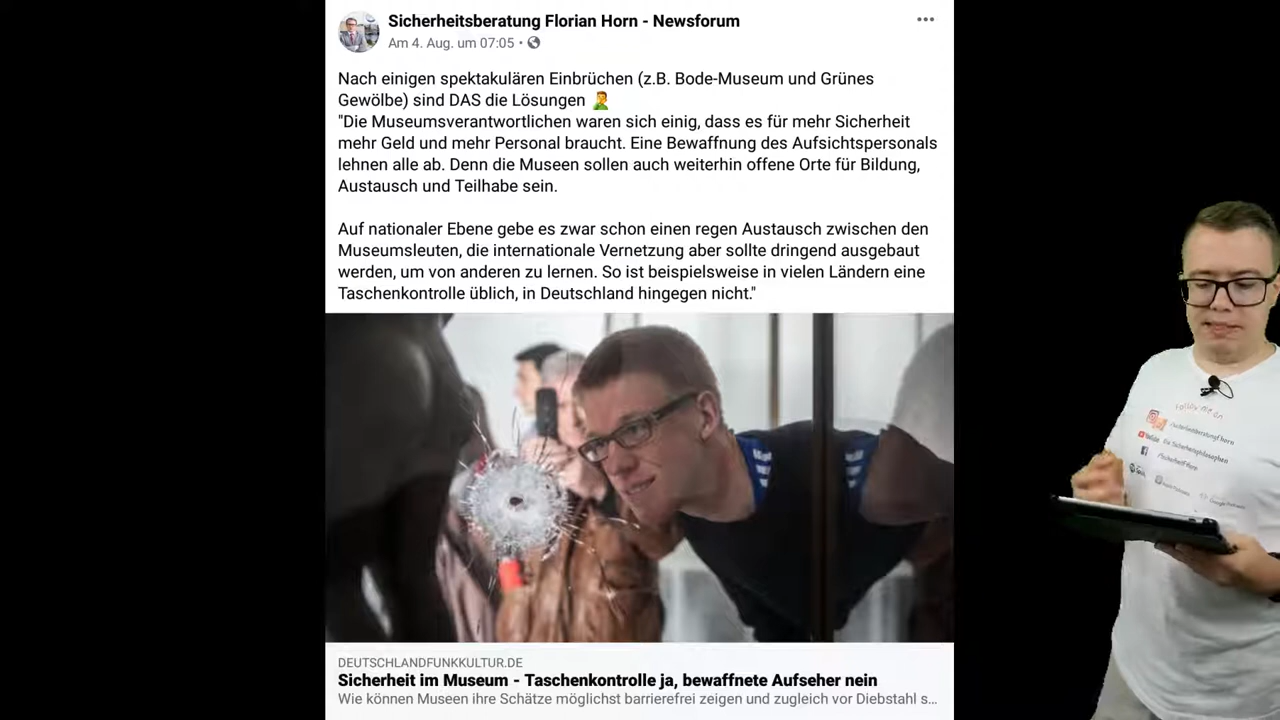 Sicherheitsberatung Florian Horn - Newsforum
Am 4. Aug. um 07:05 •
Nach einigen spektakulären Einbrüchen (z.B. Bode-Museum und Grünes
Gewölbe) sind DAS die Lösungen 🤦‍♂️
"Die Museumsverantwortlichen waren sich einig, dass es für mehr Sicherheit
mehr Geld und mehr Personal braucht. Eine Bewaffnung des Aufsichtspersonals
lehnen alle ab. Denn die Museen sollen auch weiterhin offene Orte für Bildung,
Austausch und Teilhabe sein.
Auf nationaler Ebene gebe es zwar schon einen regen Austausch zwischen den
Museumsleuten, die internationale Vernetzung aber sollte dringend ausgebaut
werden, um von anderen zu lernen. So ist beispielsweise in vielen Ländern eine
Taschenkontrolle üblich, in Deutschland hingegen nicht."
DEUTSCHLANDFUNKKULTUR.DE
Sicherheit im Museum - Taschenkontrolle ja, bewaffnete Aufseher nein
Wie können Museen ihre Schätze möglichst barrierefrei zeigen und zugleich vor Diebstahl s...
Follow me on
YouTube